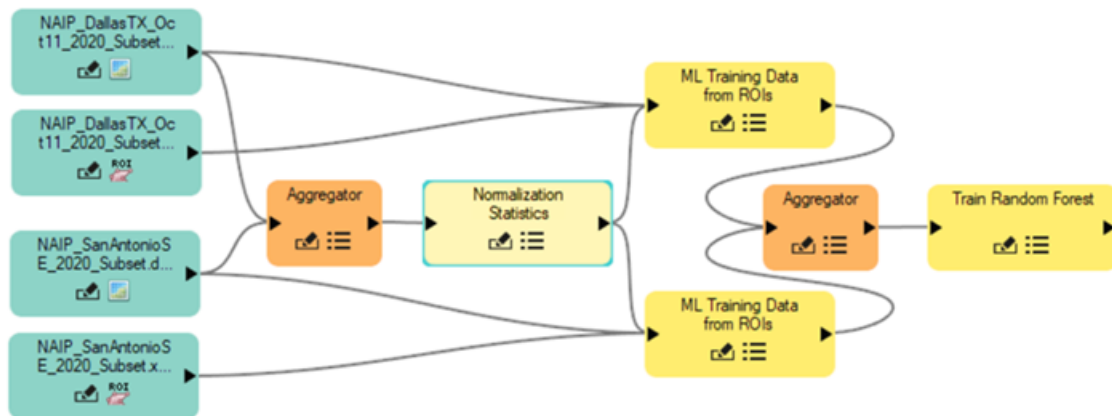 NAIP_DallasTX_Oc
t11_2020_Subset...
NAIP_DallasTX_Oc
t11_2020_Subset...
ROI
NAIP_SanAntonioS
E_2020_Subset.d...
NAIP_SanAntonioS
E_2020_Subset.x...
ROI
Aggregator
Normalization
Statistics
ML Training Data
from ROIs
ML Training Data
from ROIs
Aggregator
Train Random Forest